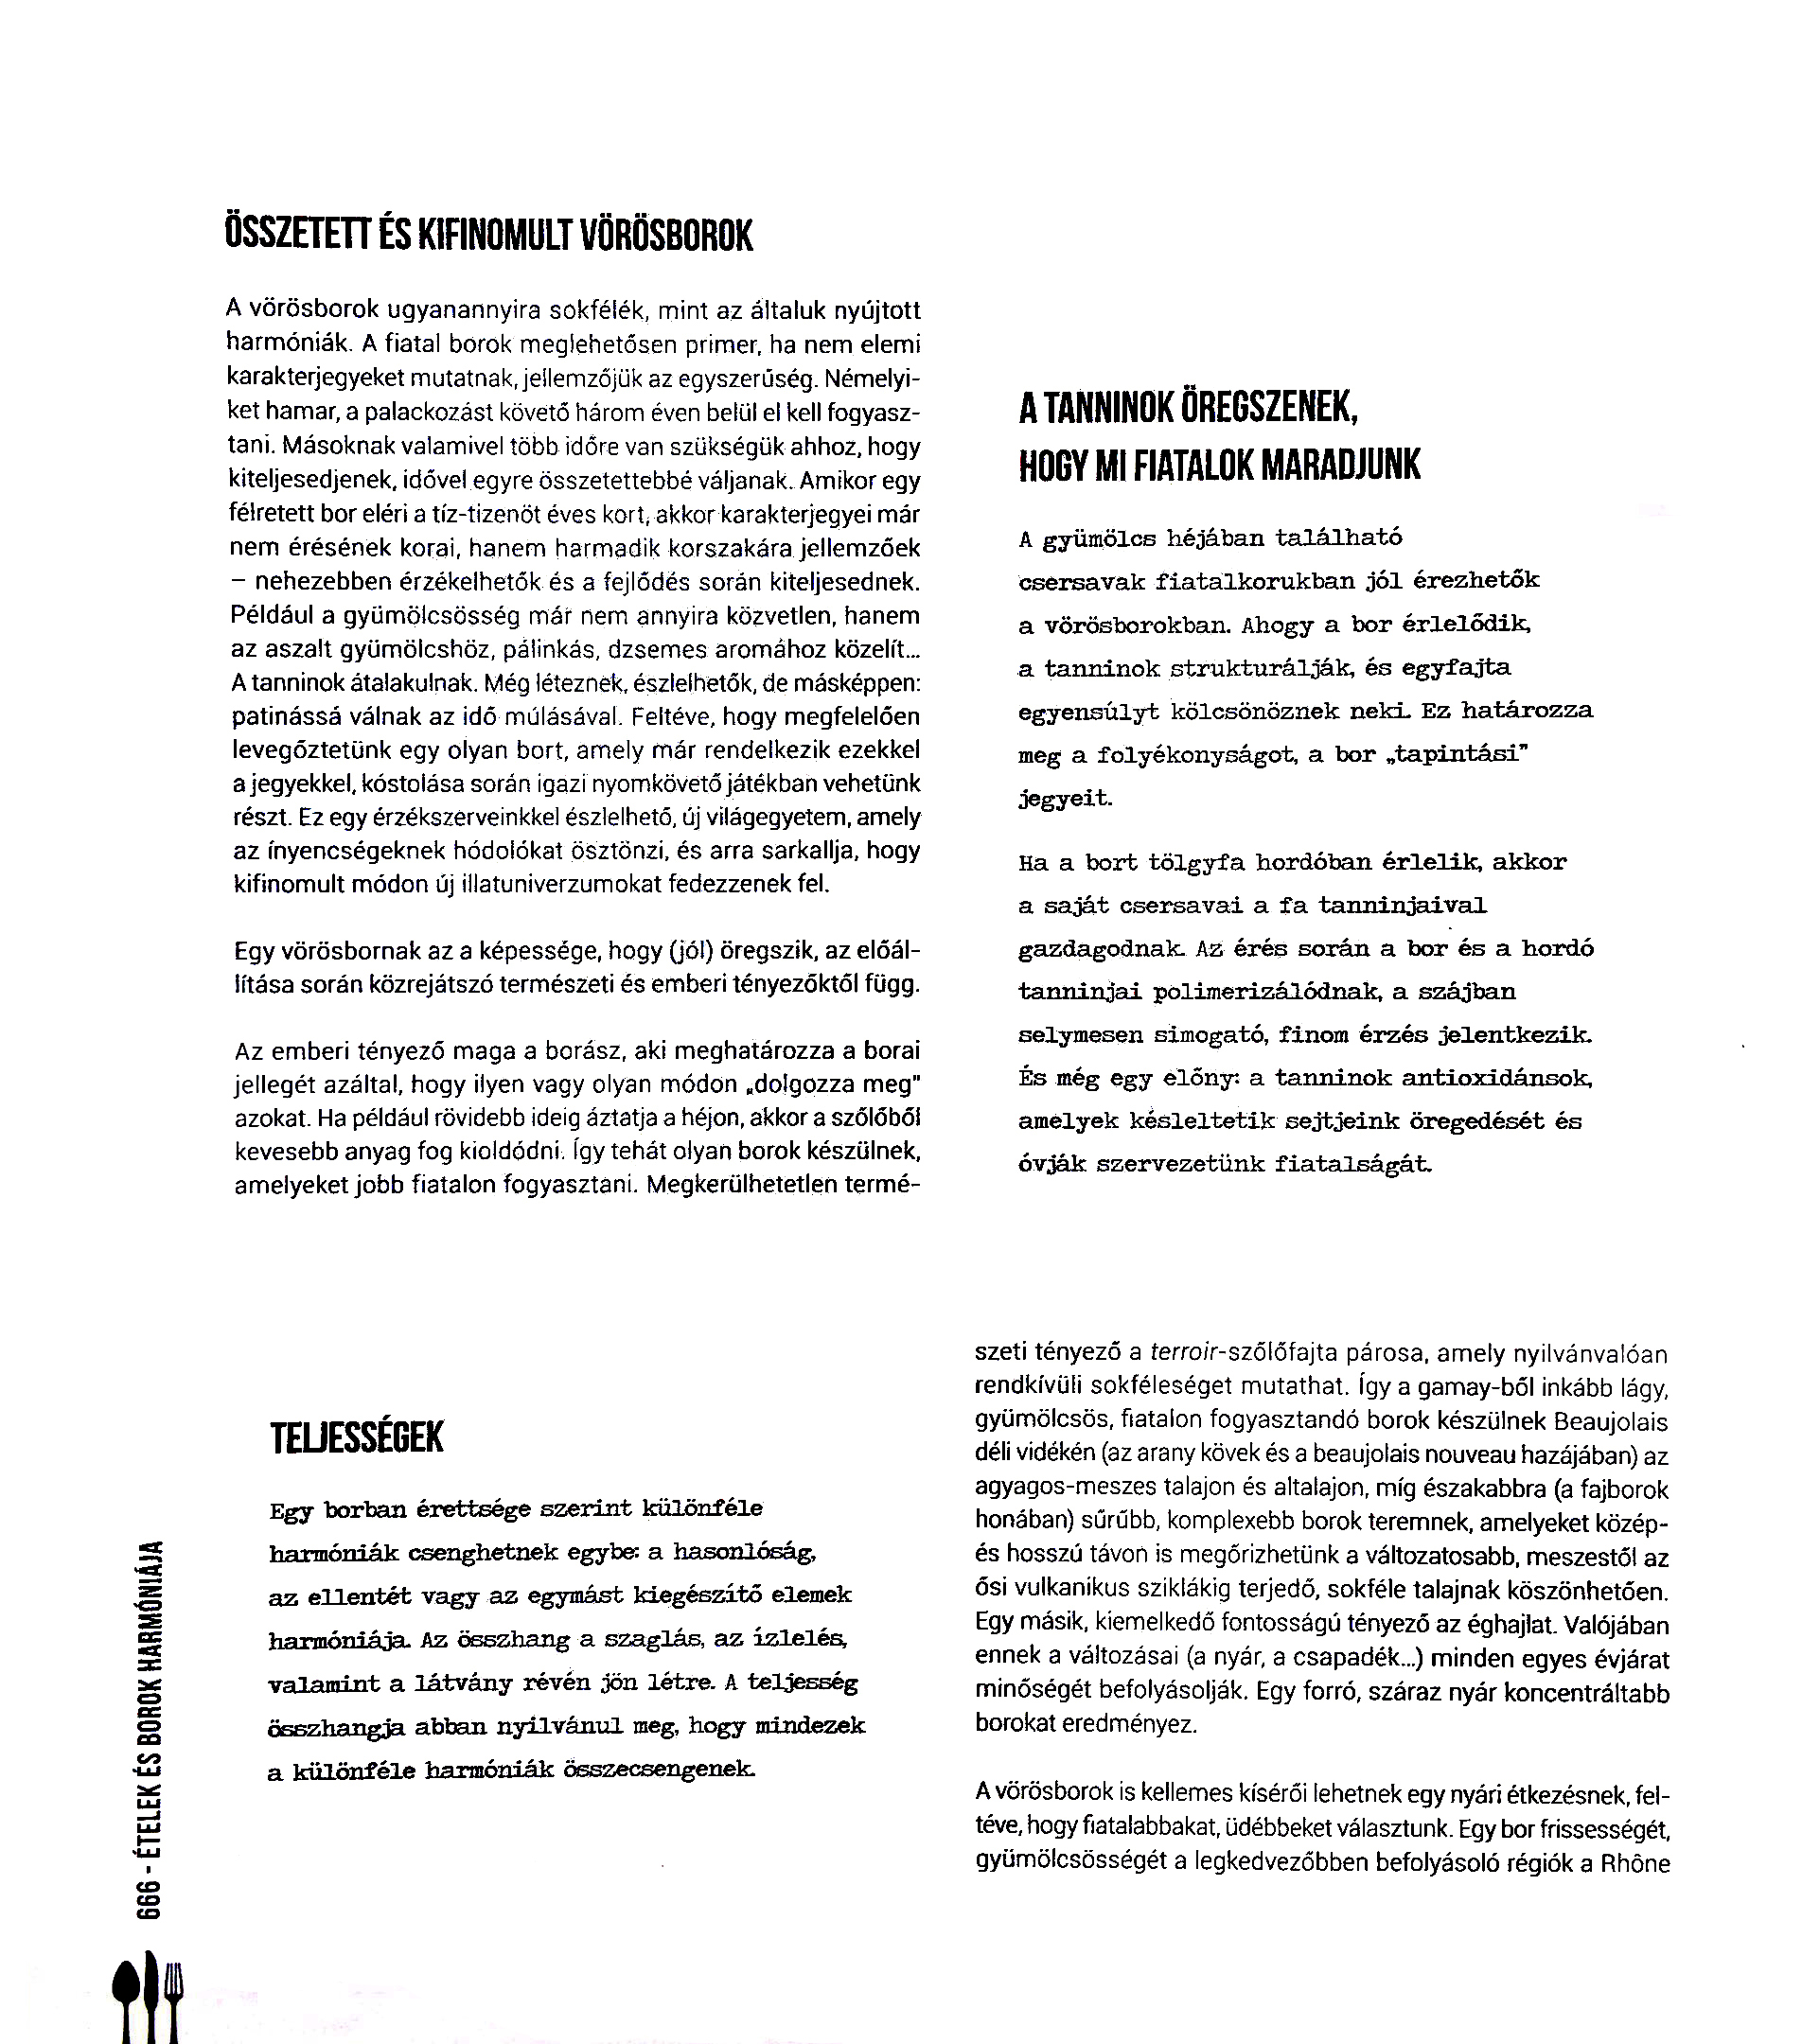 ÖSSZETETT ÉS KIFINOMULT VÖRÖSBOROK
A vörösborok ugyanannyira sokfélék, mint az általuk nyújtott
harmóniák. A fiatal borok meglehetősen primer, ha nem elemi
karakterjegyeket mutatnak, jellemzőjük az egyszerűség. Némelyi-
ket hamar, a palackozást követő három éven belül el kell fogyasz-
tani. Másoknak valamivel több időre van szükségük ahhoz, hogy
kiteljesedjenek, idővel egyre összetettebbé váljanak. Amikor egy
félretett bor eléri a tíz-tizenöt éves kort, akkor karakterjegyei már
nem érésének korai, hanem harmadik korszakára jellemzőek
– nehezebben érzékelhetők és a fejlődés során kiteljesednek.
Például a gyümölcsösség már nem annyira közvetlen, hanem
az aszalt gyümölcshöz, pálinkás, dzsemes aromához közelít...
A tanninok átalakulnak. Még léteznek, észlelhetők, de másképpen:
patinássá válnak az idő múlásával. Feltéve, hogy megfelelően
levegőztetünk egy olyan bort, amely már rendelkezik ezekkel
a jegyekkel, kóstolása során igazi nyomkövető játékban vehetünk
részt. Ez egy érzékszerveinkkel észlelhető, új világegyetem, amely
az ínyencségeknek hódolókat ösztönzi, és arra sarkallja, hogy
kifinomult módon új illatuniverzumokat fedezzenek fel.
Egy vörösbornak az a képessége, hogy (jól) öregszik, az előál-
lítása során közrejátszó természeti és emberi tényezőktől függ.
Az emberi tényező maga a borász, aki meghatározza a borai
jellegét azáltal, hogy ilyen vagy olyan módon „dolgozza meg"
azokat. Ha például rövidebb ideig áztatja a héjon, akkor a szőlőből
kevesebb anyag fog kioldódni. Így tehát olyan borok készülnek,
amelyeket jobb fiatalon fogyasztani. Megkerülhetetlen termé-
A TANNINOK ÖREGSZENEK,
HOGY MI FIATALOK MARADJUNK
A gyümölcs héjában található
csersavak fiatalkorukban jól érezhetők
a vörösborokban. Ahogy a bor érlelődik,
a tanninok strukturálják, és egyfajta
egyensúlyt kölcsönöznek neki. Ez határozza
meg a folyékonyságot, a bor „tapintási"
jegyeit.
Ha a bort tölgyfa hordóban érlelik, akkor
a saját csersavai a fa tanninjaival
gazdagodnak. Az érés során a bor és a hordó
tanninjai polimerizálódnak, a szájban
selymesen simogató, finom érzés jelentkezik.
És még egy előny: a tanninok antioxidánsok,
amelyek késleltetik sejtjeink öregedését és
óvják szervezetünk fiatalságát.
TELJESSÉGEK
Egy borban érettsége szerint különféle
harmóniák csenghetnek egybe: a hasonlóság,
az ellentét vagy az egymást kiegészítő elemek
harmóniája. Az összhang a szaglás, az ízlelés,
valamint a látvány révén jön létre. A teljesség
összhangja abban nyilvánul meg, hogy mindezek
a különféle harmóniák összecsengenek.
szeti tényező a terroir-szőlőfajta párosa, amely nyilvánvalóan
rendkívüli sokféleséget mutathat. Így a gamay-ből inkább lágy,
gyümölcsös, fiatalon fogyasztandó borok készülnek Beaujolais
déli vidékén (az arany kövek és a beaujolais nouveau hazájában) az
agyagos-meszes talajon és altalajon, míg északabbra (a fajborok
honában) sűrűbb, komplexebb borok teremnek, amelyeket közép-
és hosszú távon is megőrizhetünk a változatosabb, meszestől az
ősi vulkanikus sziklákig terjedő, sokféle talajnak köszönhetően.
Egy másik, kiemelkedő fontosságú tényező az éghajlat. Valójában
ennek a változásai (a nyár, a csapadék...) minden egyes évjárat
minőségét befolyásolják. Egy forró, száraz nyár koncentráltabb
borokat eredményez.
A vörösborok is kellemes kísérői lehetnek egy nyári étkezésnek, fel-
téve, hogy fiatalabbakat, üdébbeket választunk. Egy bor frissességét,
gyümölcsösségét a legkedvezőbben befolyásoló régiók a Rhône
666 - ÉTELEK ÉS BOROK HARMÓNIÁJA